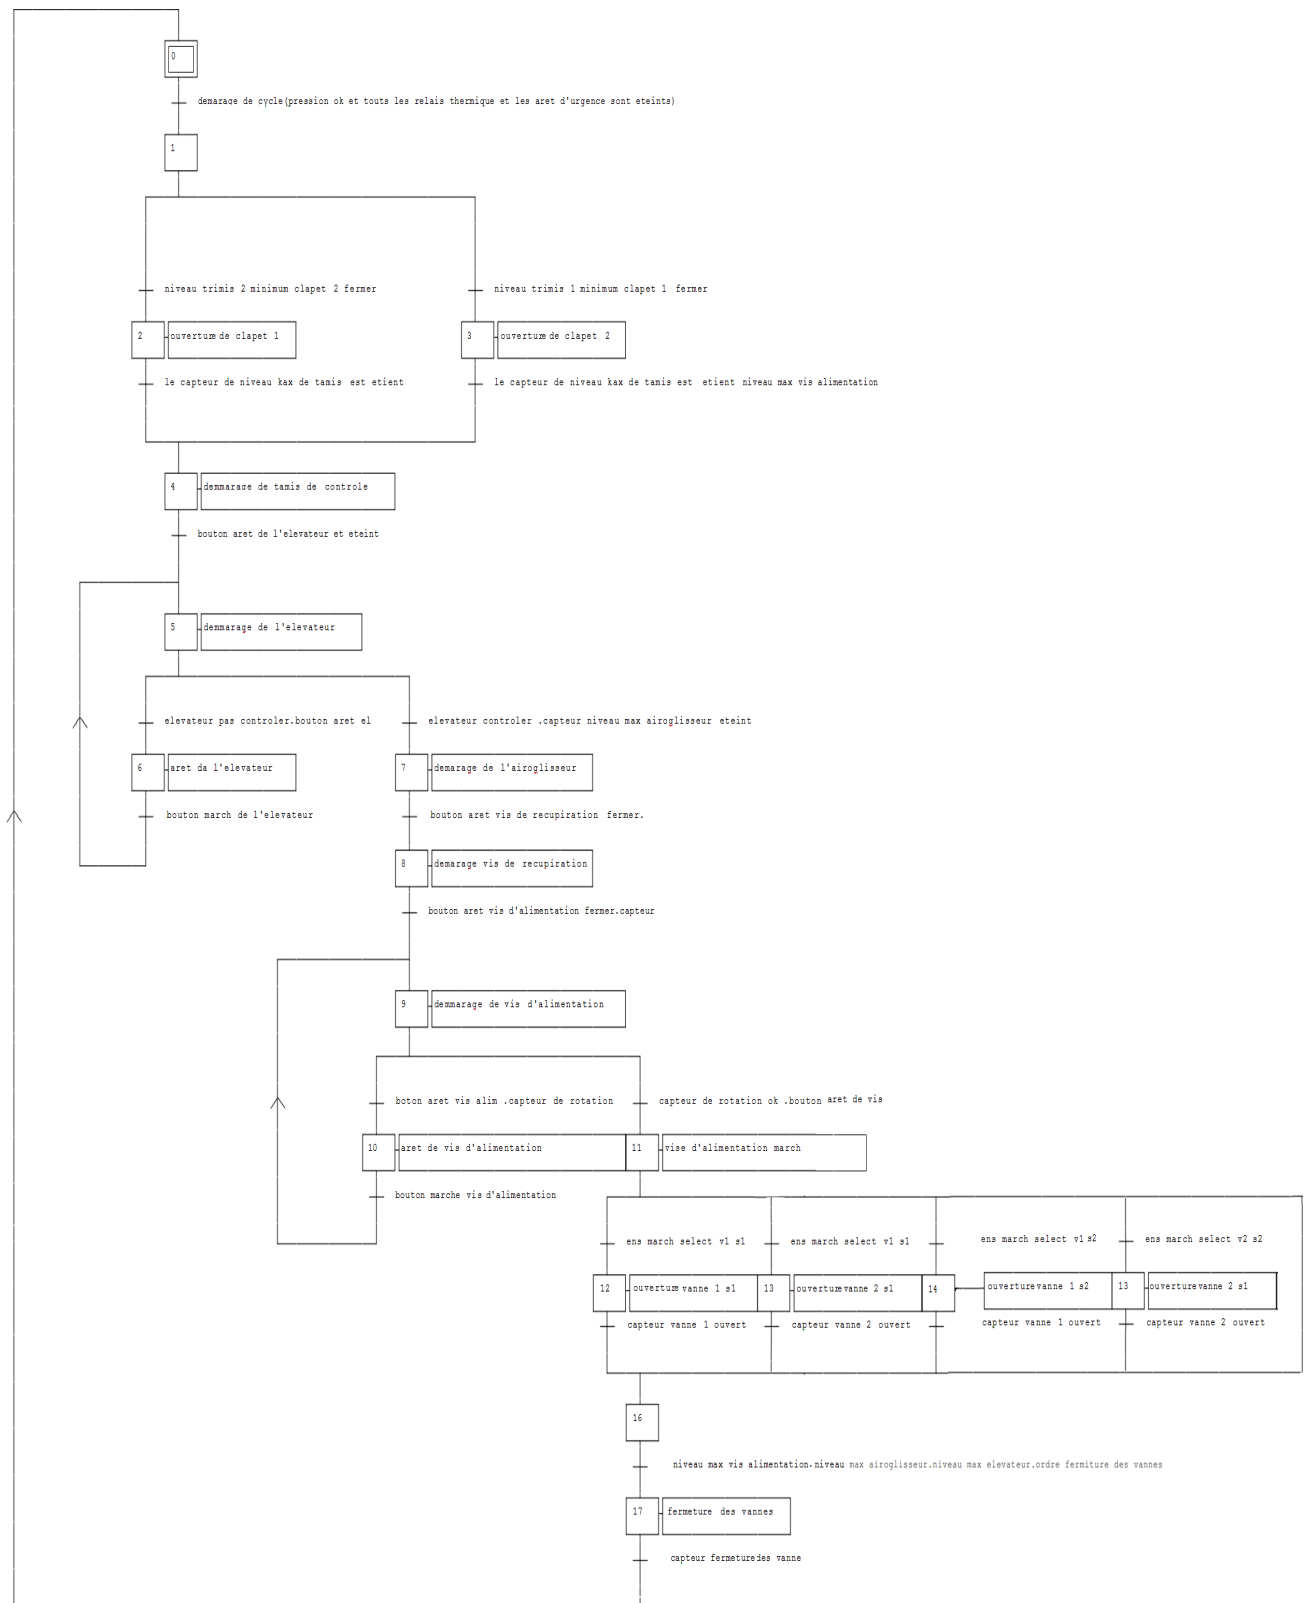 0
demarage de cycle(pression ok et touts les relais thermique et les aret d'urgence sont eteints)
1
niveau trimis 2 minimum clapet 2 fermer
niveau trimis 1 minimum clapet 1 fermer
2
ouverture de clapet 1
3
ouverture de clapet 2
le capteur de niveau kax de tamis est etient
le capteur de niveau kax de tamis est etient niveau max vis alimentation
4
demmarage de tamis de controle
bouton aret de l'elevateur et eteint
5
demmarage de l'elevateur
elevateur pas controler.bouton aret el
elevateur controler .capteur niveau max airoglisseur eteint
6
aret da l'elevateur
7
demarage de l'airoglisseur
bouton march de l'elevateur
bouton aret vis de recupiration fermer.
8
demarage vis de recupiration
bouton aret vis d'alimentation fermer.capteur
9
demmarage de vis d'alimentation
boton aret vis alim .capteur de rotation
capteur de rotation ok .bouton aret de vis
10
aret de vis d'alimentation
11
vise d'alimentation march
bouton marche vis d'alimentation
ens march select v1 s1
ens march select v1 s1
ens march select v1 s2
ens march select v2 s2
12
ouverture vanne 1 s1
13
ouverture vanne 2 s1
14
ouverture vanne 1 s2
13
ouverture vanne 2 s1
capteur vanne 1 ouvert
capteur vanne 2 ouvert
capteur vanne 1 ouvert
capteur vanne 2 ouvert
16
niveau max vis alimentation.niveau max airoglisseur.niveau max elevateur.ordre fermiture des vannes
17
fermeture des vannes
capteur fermeture des vanne